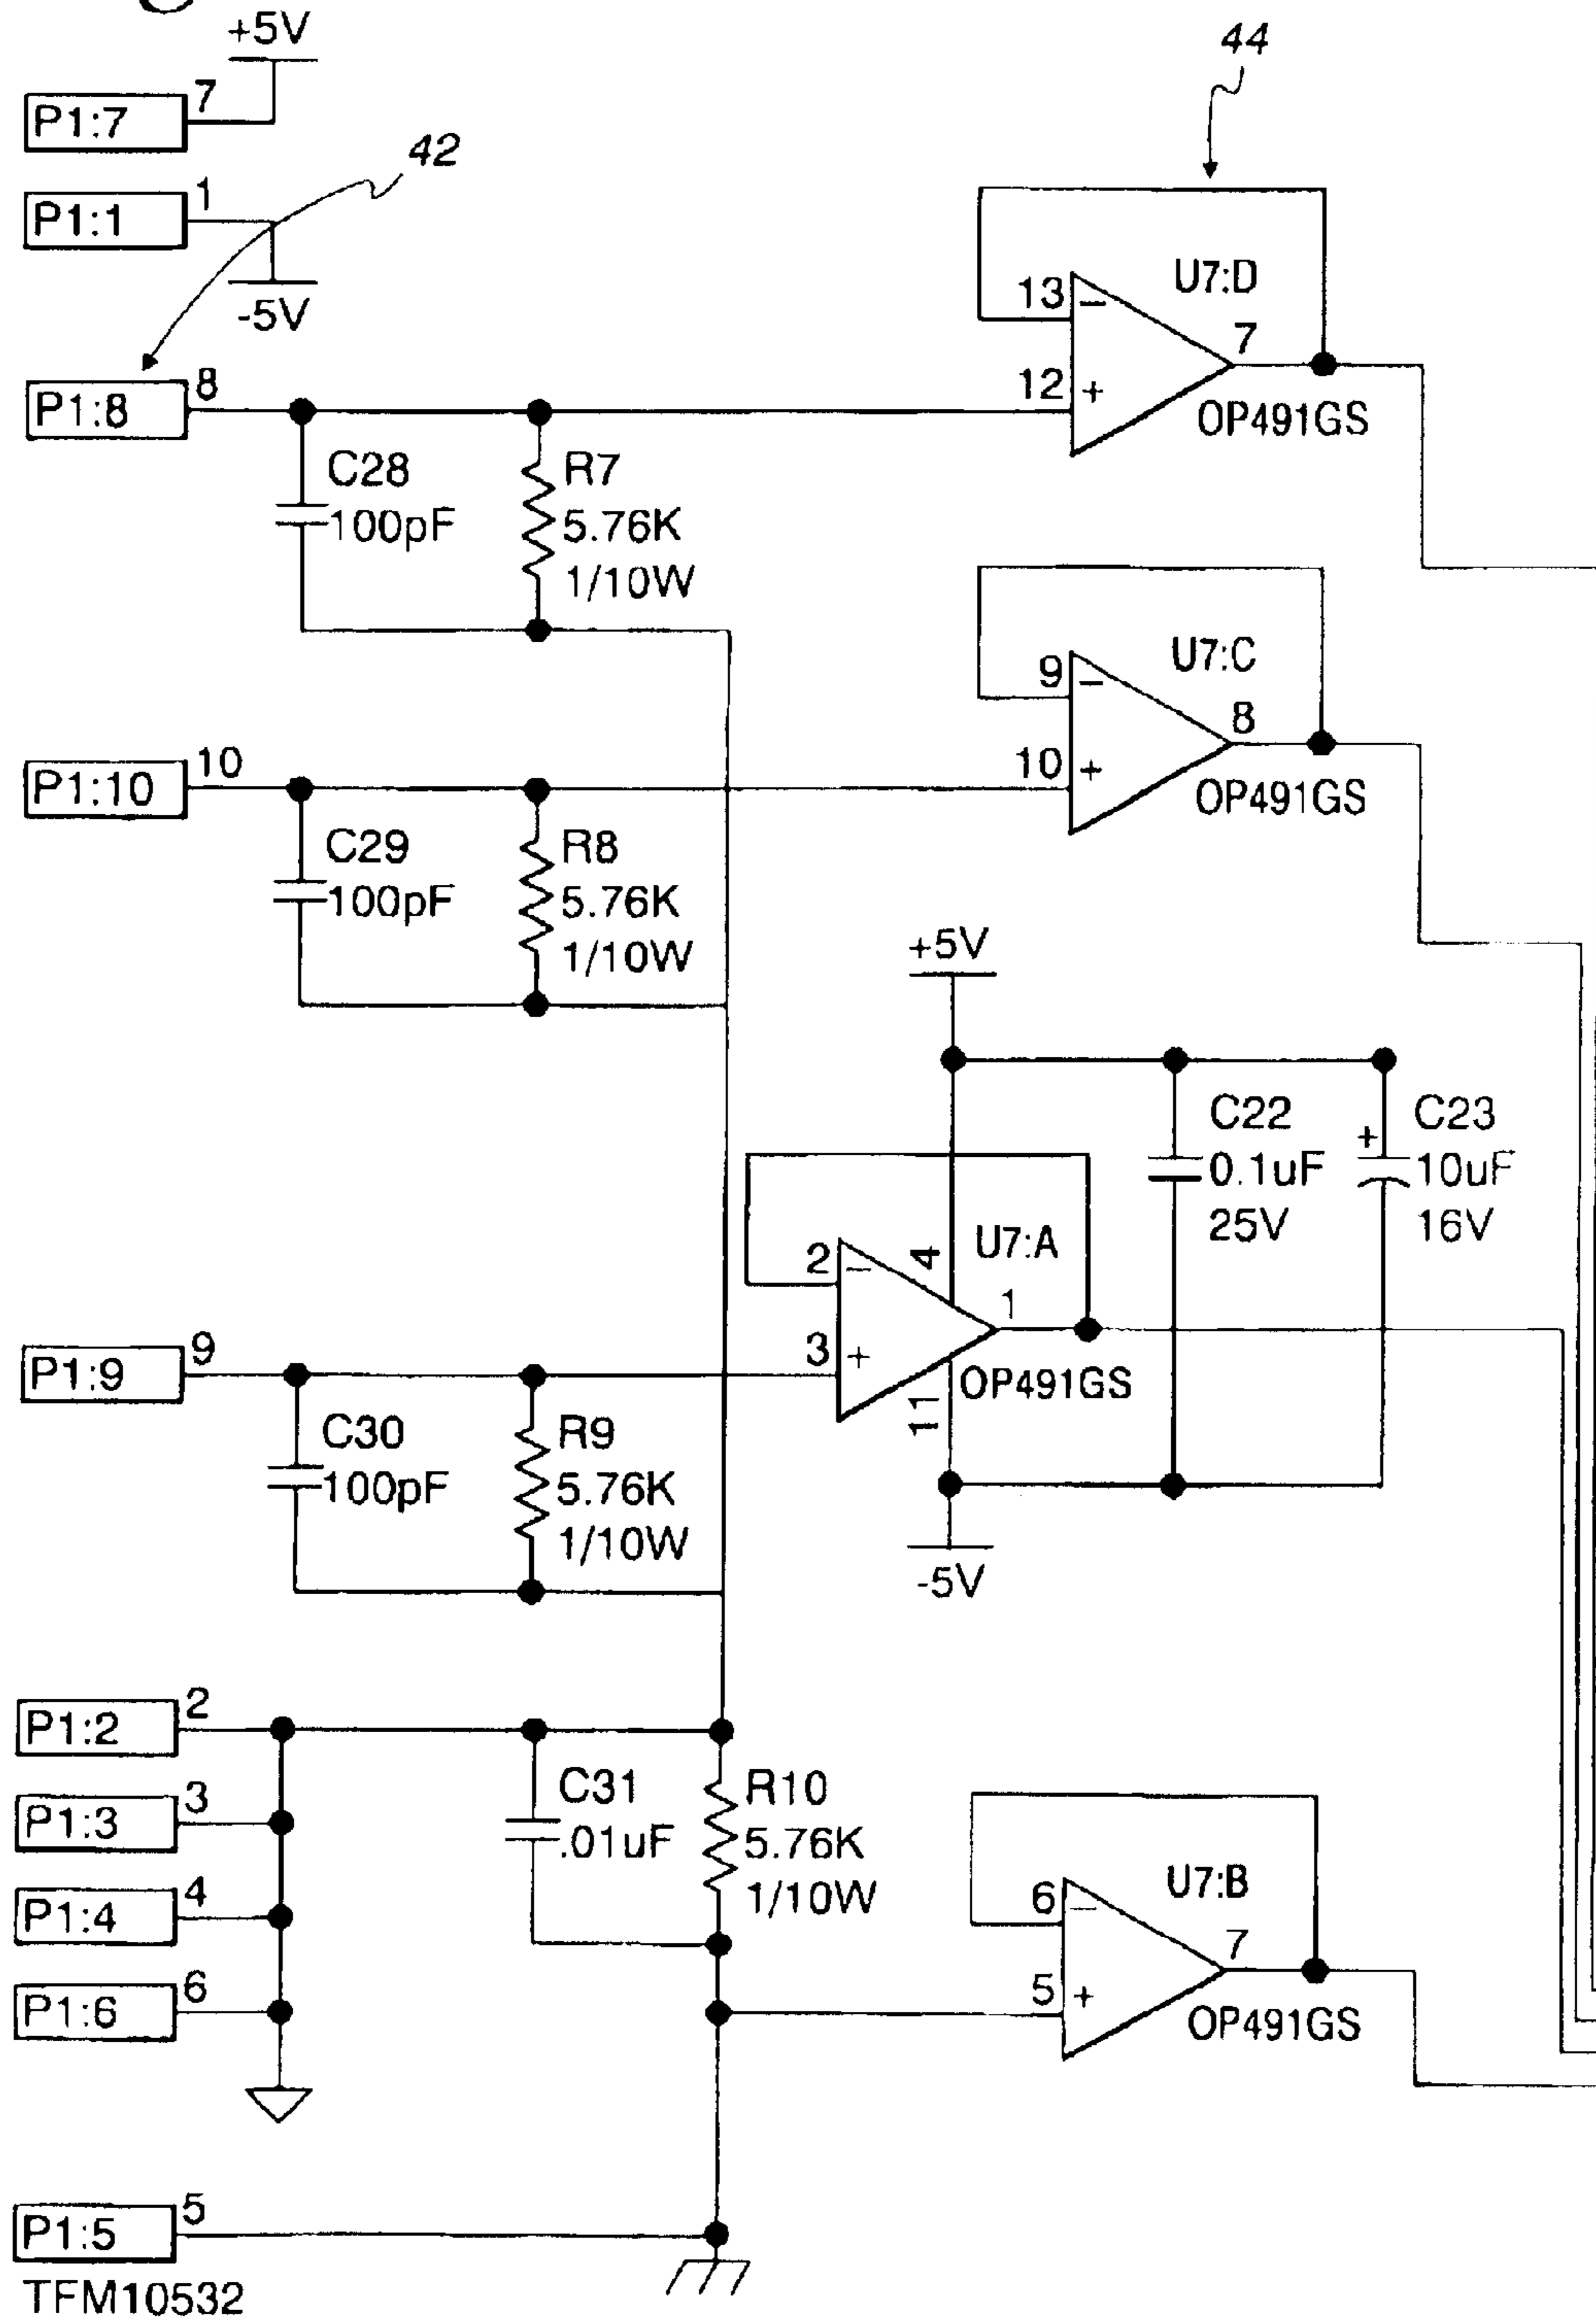 +5V
P1:7 7
P1:1 1
-5V
42
44
P1:8 8
C28
100pF
R7
5.76K
1/10W
13
−
12
+
U7:D
7
OP491GS
P1:10 10
C29
100pF
R8
5.76K
1/10W
9
−
10
+
U7:C
8
OP491GS
+5V
C22
0.1uF
25V
+
C23
10uF
16V
P1:9 9
C30
100pF
R9
5.76K
1/10W
2
−
3
+
4
U7:A
1
11
OP491GS
-5V
P1:2 2
P1:3 3
P1:4 4
P1:6 6
C31
.01uF
R10
5.76K
1/10W
6
−
5
+
U7:B
7
OP491GS
P1:5 5
TFM10532